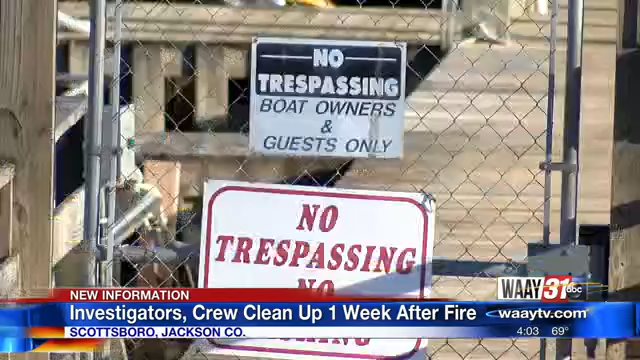 NO
TRESPASSING
BOAT OWNERS
&
GUESTS ONLY
NO
TRESPASSING
NO
NEW INFORMATION
Investigators, Crew Clean Up 1 Week After Fire
SCOTTSBORO, JACKSON CO.
WAAY 31 abc
waaytv.com
4:03 69°